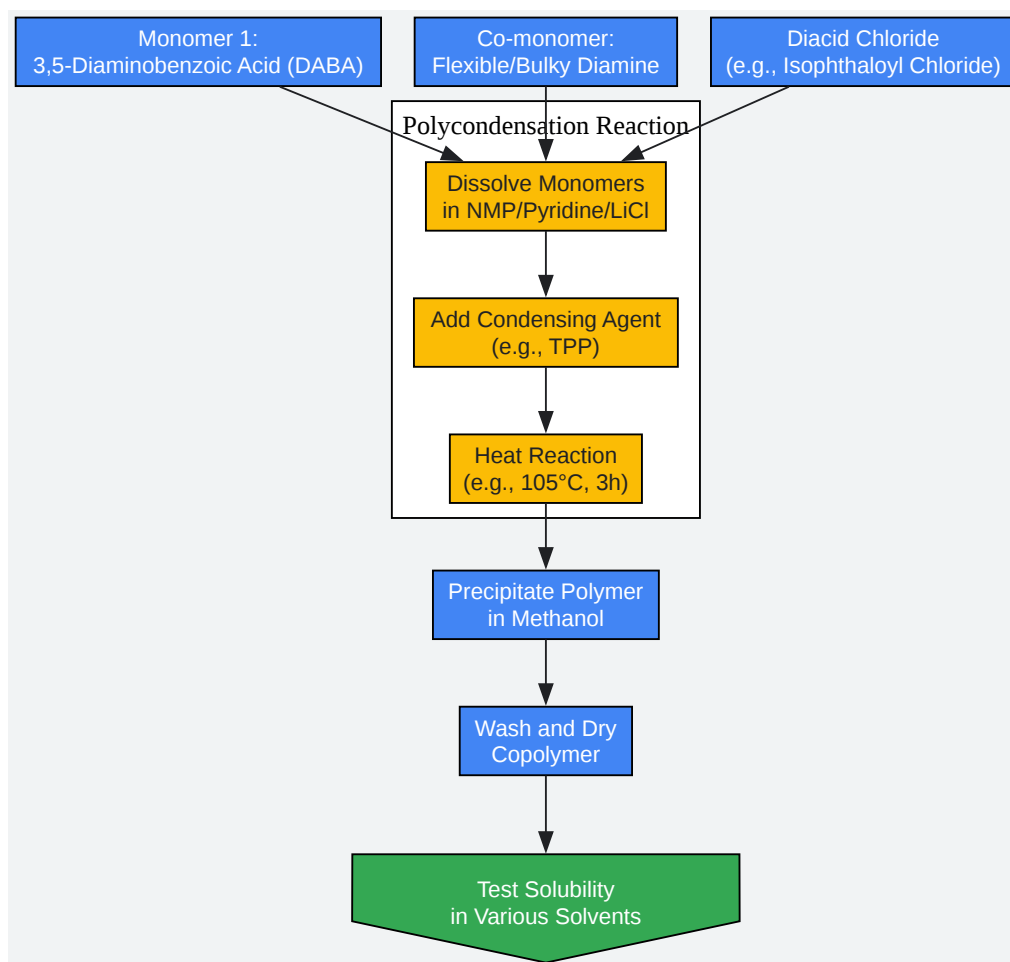 Monomer 1:
3,5-Diaminobenzoic Acid (DABA)
Co-monomer:
Flexible/Bulky Diamine
Diacid Chloride
(e.g., Isophthaloyl Chloride)
Polycondensation Reaction
Dissolve Monomers
in NMP/Pyridine/LiCl
Add Condensing Agent
(e.g., TPP)
Heat Reaction
(e.g., 105°C, 3h)
Precipitate Polymer
in Methanol
Wash and Dry
Copolymer
Test Solubility
in Various Solvents